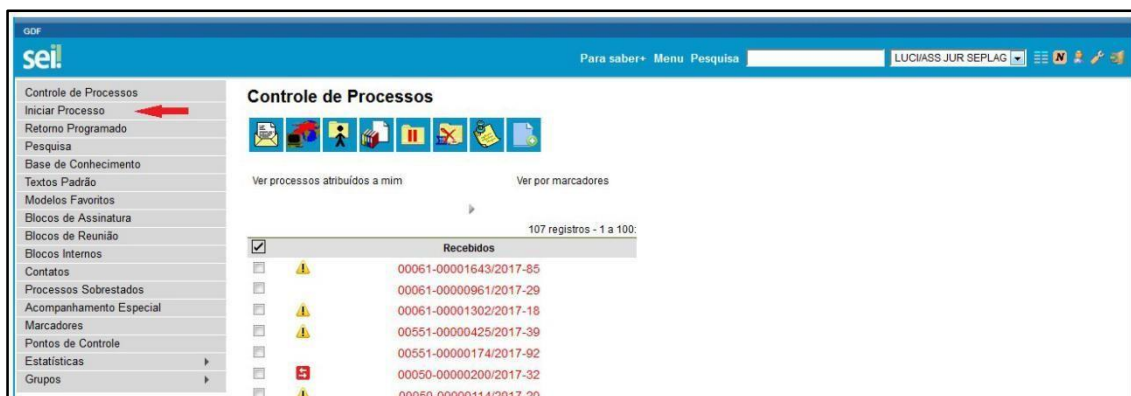 GDF
sei!
Para saber+ Menu Pesquisa LUCI/ASS JUR SEPLAG N
Controle de Processos
Iniciar Processo
Retorno Programado
Pesquisa
Base de Conhecimento
Textos Padrão
Modelos Favoritos
Blocos de Assinatura
Blocos de Reunião
Blocos Internos
Contatos
Processos Sobrestados
Acompanhamento Especial
Marcadores
Pontos de Controle
Estatísticas
Grupos
Controle de Processos
Ver processos atribuídos a mim Ver por marcadores
107 registros - 1 a 100:
Recebidos
00061-00001643/2017-85
00061-00000961/2017-29
00061-00001302/2017-18
00551-00000425/2017-39
00551-00000174/2017-92
00050-00000200/2017-32